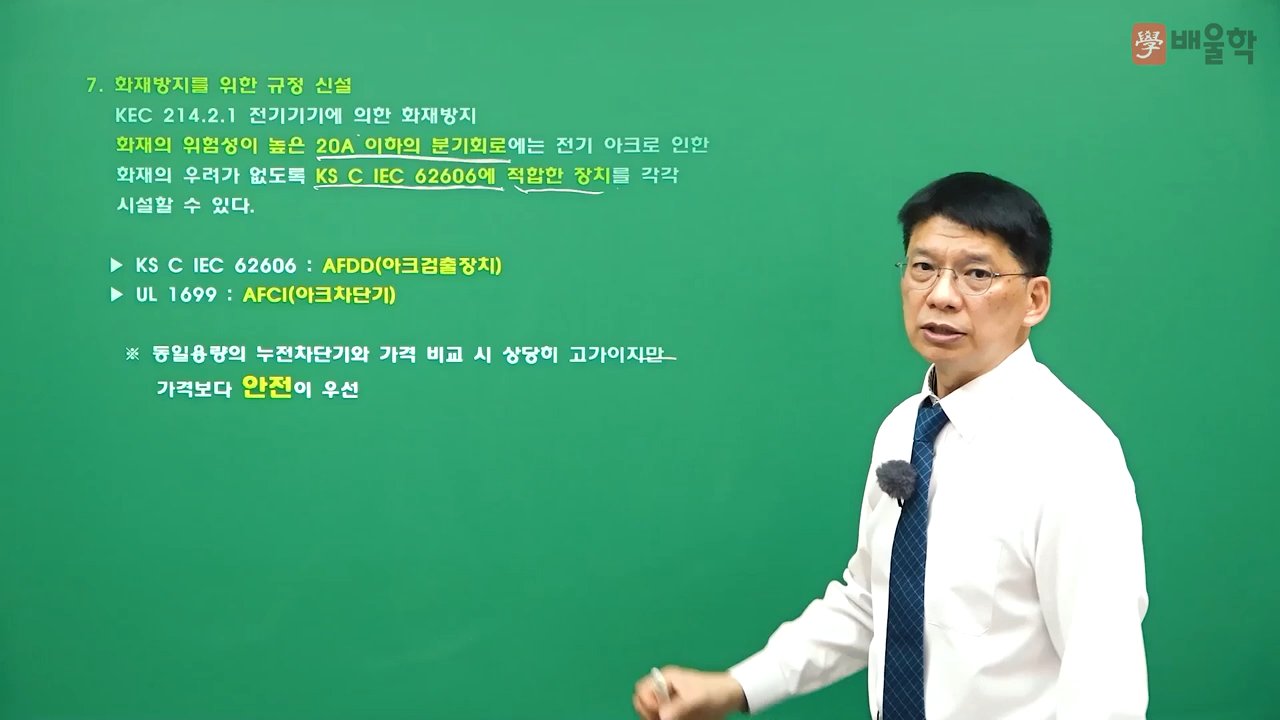 學 배울학
7. 화재방지를 위한 규정 신설
KEC 214.2.1 전기기기에 의한 화재방지
화재의 위험성이 높은 20A 이하의 분기회로에는 전기 아크로 인한
화재의 우려가 없도록 KS C IEC 62606에 적합한 장치를 각각
시설할 수 있다.
▶ KS C IEC 62606 : AFDD(아크검출장치)
▶ UL 1699 : AFCI(아크차단기)
※ 동일용량의 누전차단기와 가격 비교 시 상당히 고가이지만
가격보다 안전이 우선